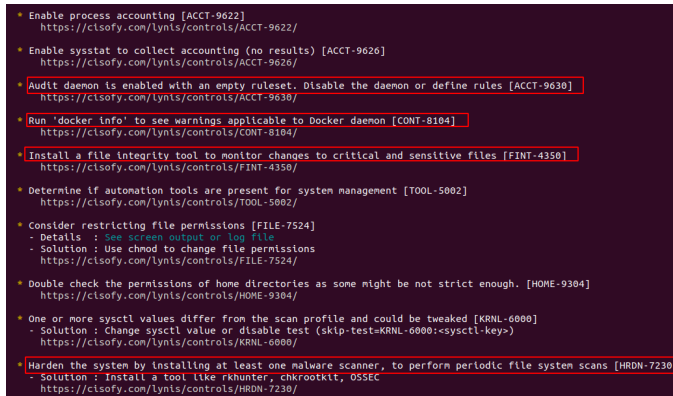 * Enable process accounting [ACCT-9622]
https://cisofy.com/lynis/controls/ACCT-9622/
* Enable sysstat to collect accounting (no results) [ACCT-9626]
https://cisofy.com/lynis/controls/ACCT-9626/
* Audit daemon is enabled with an empty ruleset. Disable the daemon or define rules [ACCT-9630]
https://cisofy.com/lynis/controls/ACCT-9630/
* Run 'docker info' to see warnings applicable to Docker daemon [CONT-8104]
https://cisofy.com/lynis/controls/CONT-8104/
* Install a file integrity tool to monitor changes to critical and sensitive files [FINT-4350]
https://cisofy.com/lynis/controls/FINT-4350/
* Determine if automation tools are present for system management [TOOL-5002]
https://cisofy.com/lynis/controls/TOOL-5002/
* Consider restricting file permissions [FILE-7524]
- Details : See screen output or log file
- Solution : Use chmod to change file permissions
https://cisofy.com/lynis/controls/FILE-7524/
* Double check the permissions of home directories as some might be not strict enough. [HOME-9304]
https://cisofy.com/lynis/controls/HOME-9304/
* One or more sysctl values differ from the scan profile and could be tweaked [KRNL-6000]
- Solution : Change sysctl value or disable test (skip-test=KRNL-6000:<sysctl-key>)
https://cisofy.com/lynis/controls/KRNL-6000/
* Harden the system by installing at least one malware scanner, to perform periodic file system scans [HRDN-7230
- Solution : Install a tool like rkhunter, chkrootkit, OSSEC
https://cisofy.com/lynis/controls/HRDN-7230/